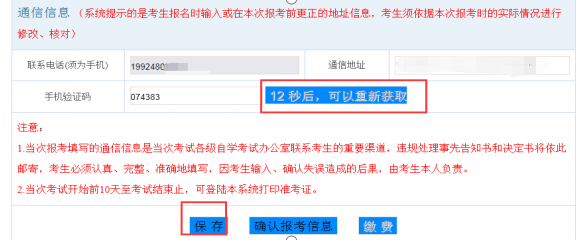 通信信息（系统提示的是考生报名时输入或在本次报考前更正的地址信息，考生须依据本次报考时的实际情况进行
修改、核对）
联系电话(须为手机) 1992480 通信地址
手机验证码 074383 12 秒后，可以重新获取
注意：
1.当次报考填写的通信信息是当次考试各级自学考试办公室联系考生的重要渠道，违规处理事先告知书和决定书将依此
邮寄，考生必须认真、完整、准确地填写，因考生输入、确认失误造成的后果，由考生本人负责。
2.当次考试开始前10天至考试结束止，可登陆本系统打印准考证。
保 存 确认报考信息 缴 费